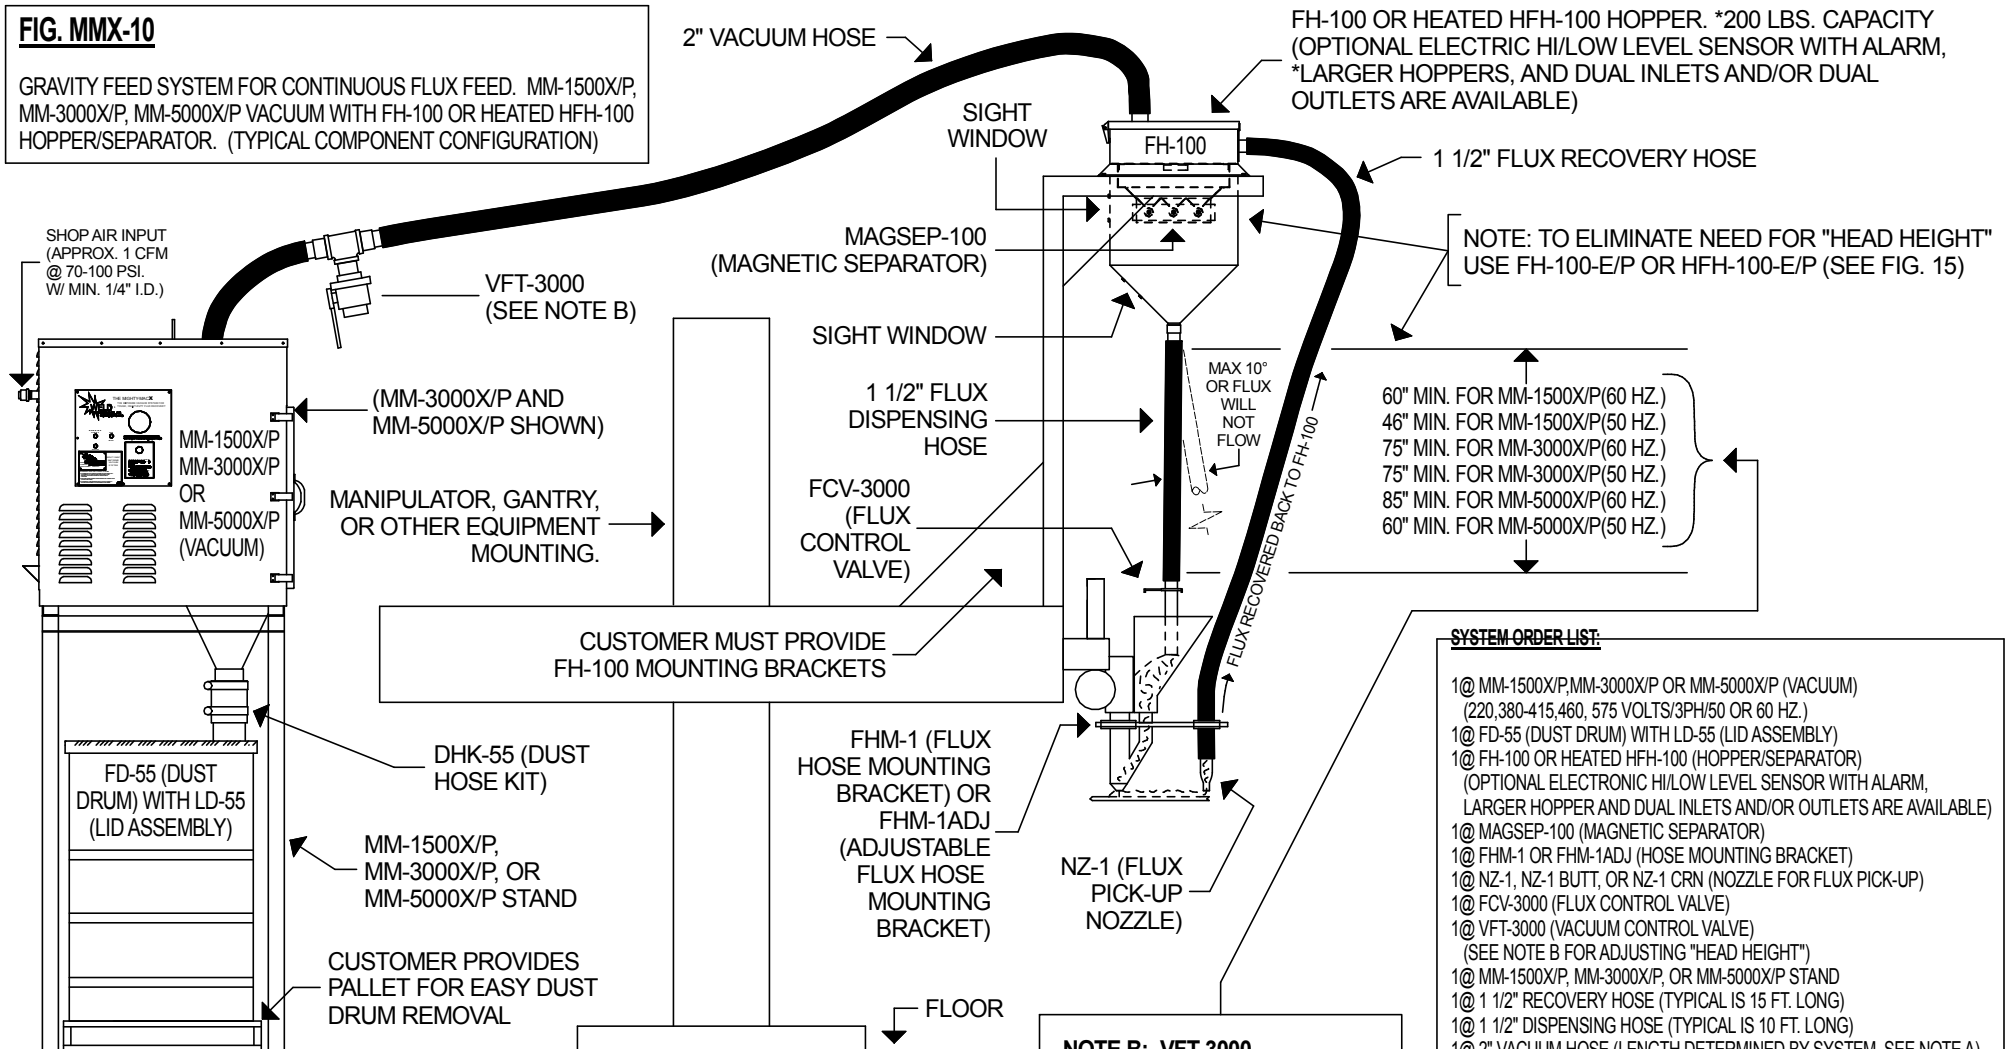 FIG. MMX-10
GRAVITY FEED SYSTEM FOR CONTINUOUS FLUX FEED. MM-1500X/P,
MM-3000X/P, MM-5000X/P VACUUM WITH FH-100 OR HEATED HFH-100
HOPPER/SEPARATOR. (TYPICAL COMPONENT CONFIGURATION)
2" VACUUM HOSE
FH-100 OR HEATED HFH-100 HOPPER. *200 LBS. CAPACITY
(OPTIONAL ELECTRIC HI/LOW LEVEL SENSOR WITH ALARM,
*LARGER HOPPERS, AND DUAL INLETS AND/OR DUAL
OUTLETS ARE AVAILABLE)
SIGHT
WINDOW
FH-100
1 1/2" FLUX RECOVERY HOSE
SHOP AIR INPUT
(APPROX. 1 CFM
@ 70-100 PSI.
W/ MIN. 1/4" I.D.)
MAGSEP-100
(MAGNETIC SEPARATOR)
NOTE: TO ELIMINATE NEED FOR "HEAD HEIGHT"
USE FH-100-E/P OR HFH-100-E/P (SEE FIG. 15)
VFT-3000
(SEE NOTE B)
SIGHT WINDOW
MAX 10°
OR FLUX
WILL
NOT
FLOW
1 1/2" FLUX
DISPENSING
HOSE
60" MIN. FOR MM-1500X/P(60 HZ.)
46" MIN. FOR MM-1500X/P(50 HZ.)
75" MIN. FOR MM-3000X/P(60 HZ.)
75" MIN. FOR MM-3000X/P(50 HZ.)
85" MIN. FOR MM-5000X/P(60 HZ.)
60" MIN. FOR MM-5000X/P(50 HZ.)
(MM-3000X/P AND
MM-5000X/P SHOWN)
MM-1500X/P
MM-3000X/P
OR
MM-5000X/P
(VACUUM)
MANIPULATOR, GANTRY,
OR OTHER EQUIPMENT
MOUNTING.
FCV-3000
(FLUX
CONTROL
VALVE)
FLUX RECOVERED BACK TO FH-100
CUSTOMER MUST PROVIDE
FH-100 MOUNTING BRACKETS
DHK-55 (DUST
HOSE KIT)
FD-55 (DUST
DRUM) WITH LD-55
(LID ASSEMBLY)
MM-1500X/P,
MM-3000X/P, OR
MM-5000X/P STAND
FHM-1 (FLUX
HOSE MOUNTING
BRACKET) OR
FHM-1ADJ
(ADJUSTABLE
FLUX HOSE
MOUNTING
BRACKET)
NZ-1 (FLUX
PICK-UP
NOZZLE)
CUSTOMER PROVIDES
PALLET FOR EASY DUST
DRUM REMOVAL
FLOOR
NOTE B: VFT-3000
SYSTEM ORDER LIST:
1@ MM-1500X/P,MM-3000X/P OR MM-5000X/P (VACUUM)
(220,380-415,460, 575 VOLTS/3PH/50 OR 60 HZ.)
1@ FD-55 (DUST DRUM) WITH LD-55 (LID ASSEMBLY)
1@ FH-100 OR HEATED HFH-100 (HOPPER/SEPARATOR)
(OPTIONAL ELECTRONIC HI/LOW LEVEL SENSOR WITH ALARM,
LARGER HOPPER AND DUAL INLETS AND/OR OUTLETS ARE AVAILABLE)
1@ MAGSEP-100 (MAGNETIC SEPARATOR)
1@ FHM-1 OR FHM-1ADJ (HOSE MOUNTING BRACKET)
1@ NZ-1, NZ-1 BUTT, OR NZ-1 CRN (NOZZLE FOR FLUX PICK-UP)
1@ FCV-3000 (FLUX CONTROL VALVE)
1@ VFT-3000 (VACUUM CONTROL VALVE)
(SEE NOTE B FOR ADJUSTING "HEAD HEIGHT")
1@ MM-1500X/P, MM-3000X/P, OR MM-5000X/P STAND
1@ 1 1/2" RECOVERY HOSE (TYPICAL IS 15 FT. LONG)
1@ 1 1/2" DISPENSING HOSE (TYPICAL IS 10 FT. LONG)
1@ 2" VACUUM HOSE (LENGTH DETERMINED BY SYSTEM, SEE NOTE A)